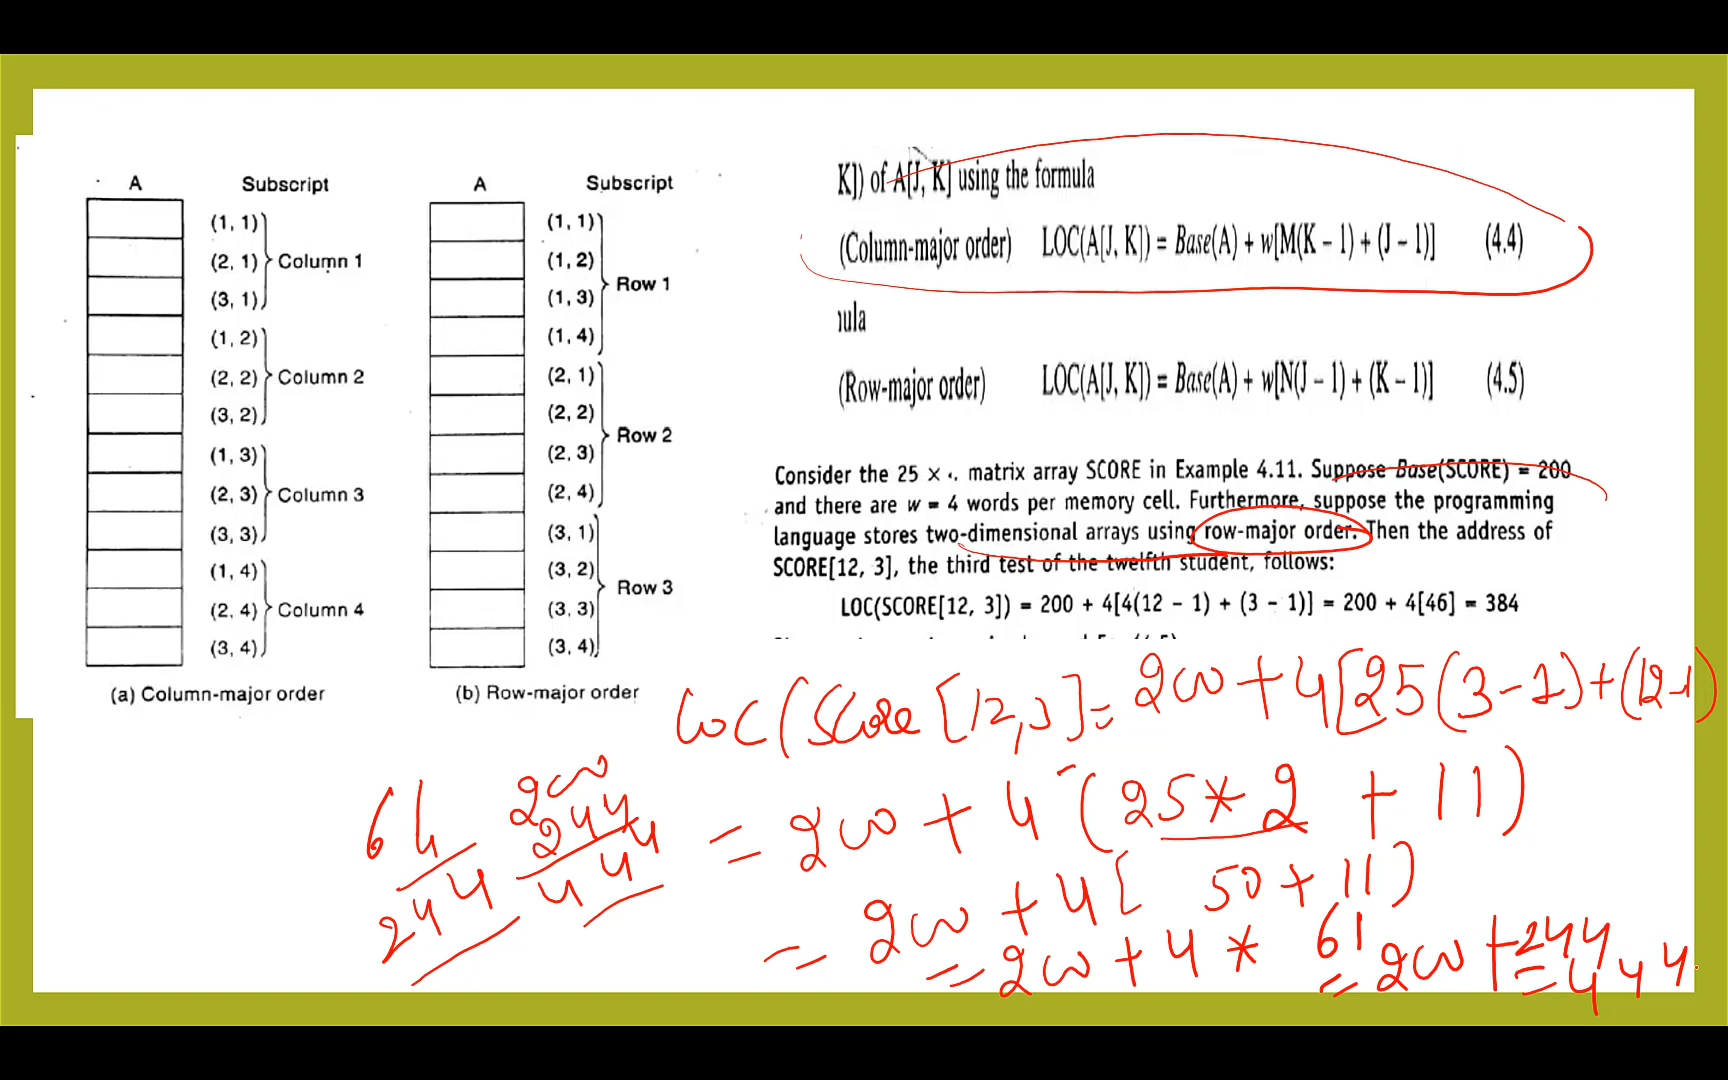 A Subscript
(1, 1)
(2, 1) Column 1
(3, 1)
(1, 2)
(2, 2) Column 2
(3, 2)
(1, 3)
(2, 3) Column 3
(3, 3)
(1, 4)
(2, 4) Column 4
(3, 4)
(a) Column-major order
A Subscript
(1, 1)
(1, 2)
(1, 3) Row 1
(1, 4)
(2, 1)
(2, 2) Row 2
(2, 3)
(2, 4)
(3, 1)
(3, 2) Row 3
(3, 3)
(3, 4)
(b) Row-major order
K]) of A[J, K] using the formula
(Column-major order) LOC(A[J, K]) = Base(A) + w[M(K - 1) + (J - 1)] (4.4)
ula
(Row-major order) LOC(A[J, K]) = Base(A) + w[N(J - 1) + (K - 1)] (4.5)
Consider the 25 × matrix array SCORE in Example 4.11. Suppose Base(SCORE) = 200
and there are w = 4 words per memory cell. Furthermore, suppose the programming
language stores two-dimensional arrays using row-major order. Then the address of
SCORE[12, 3], the third test of the twelfth student, follows:
LOC(SCORE[12, 3]) = 200 + 4[4(12 - 1) + (3 - 1)] = 200 + 4[46] = 384
LOC(SCORE[12,3] = 200 + 4[25(3-1)+(12-1)
= 200 + 4(25*2 + 11)
= 200 + 4[50+11)
= 200 + 4 * 61 = 200 + 244
= 444
200
244
444
4
244